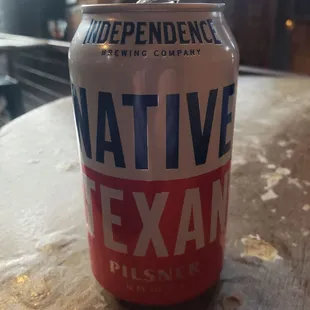 INDEPENDENCE
BREWING COMPANY
NATIVE
TEXAN
PILSNER